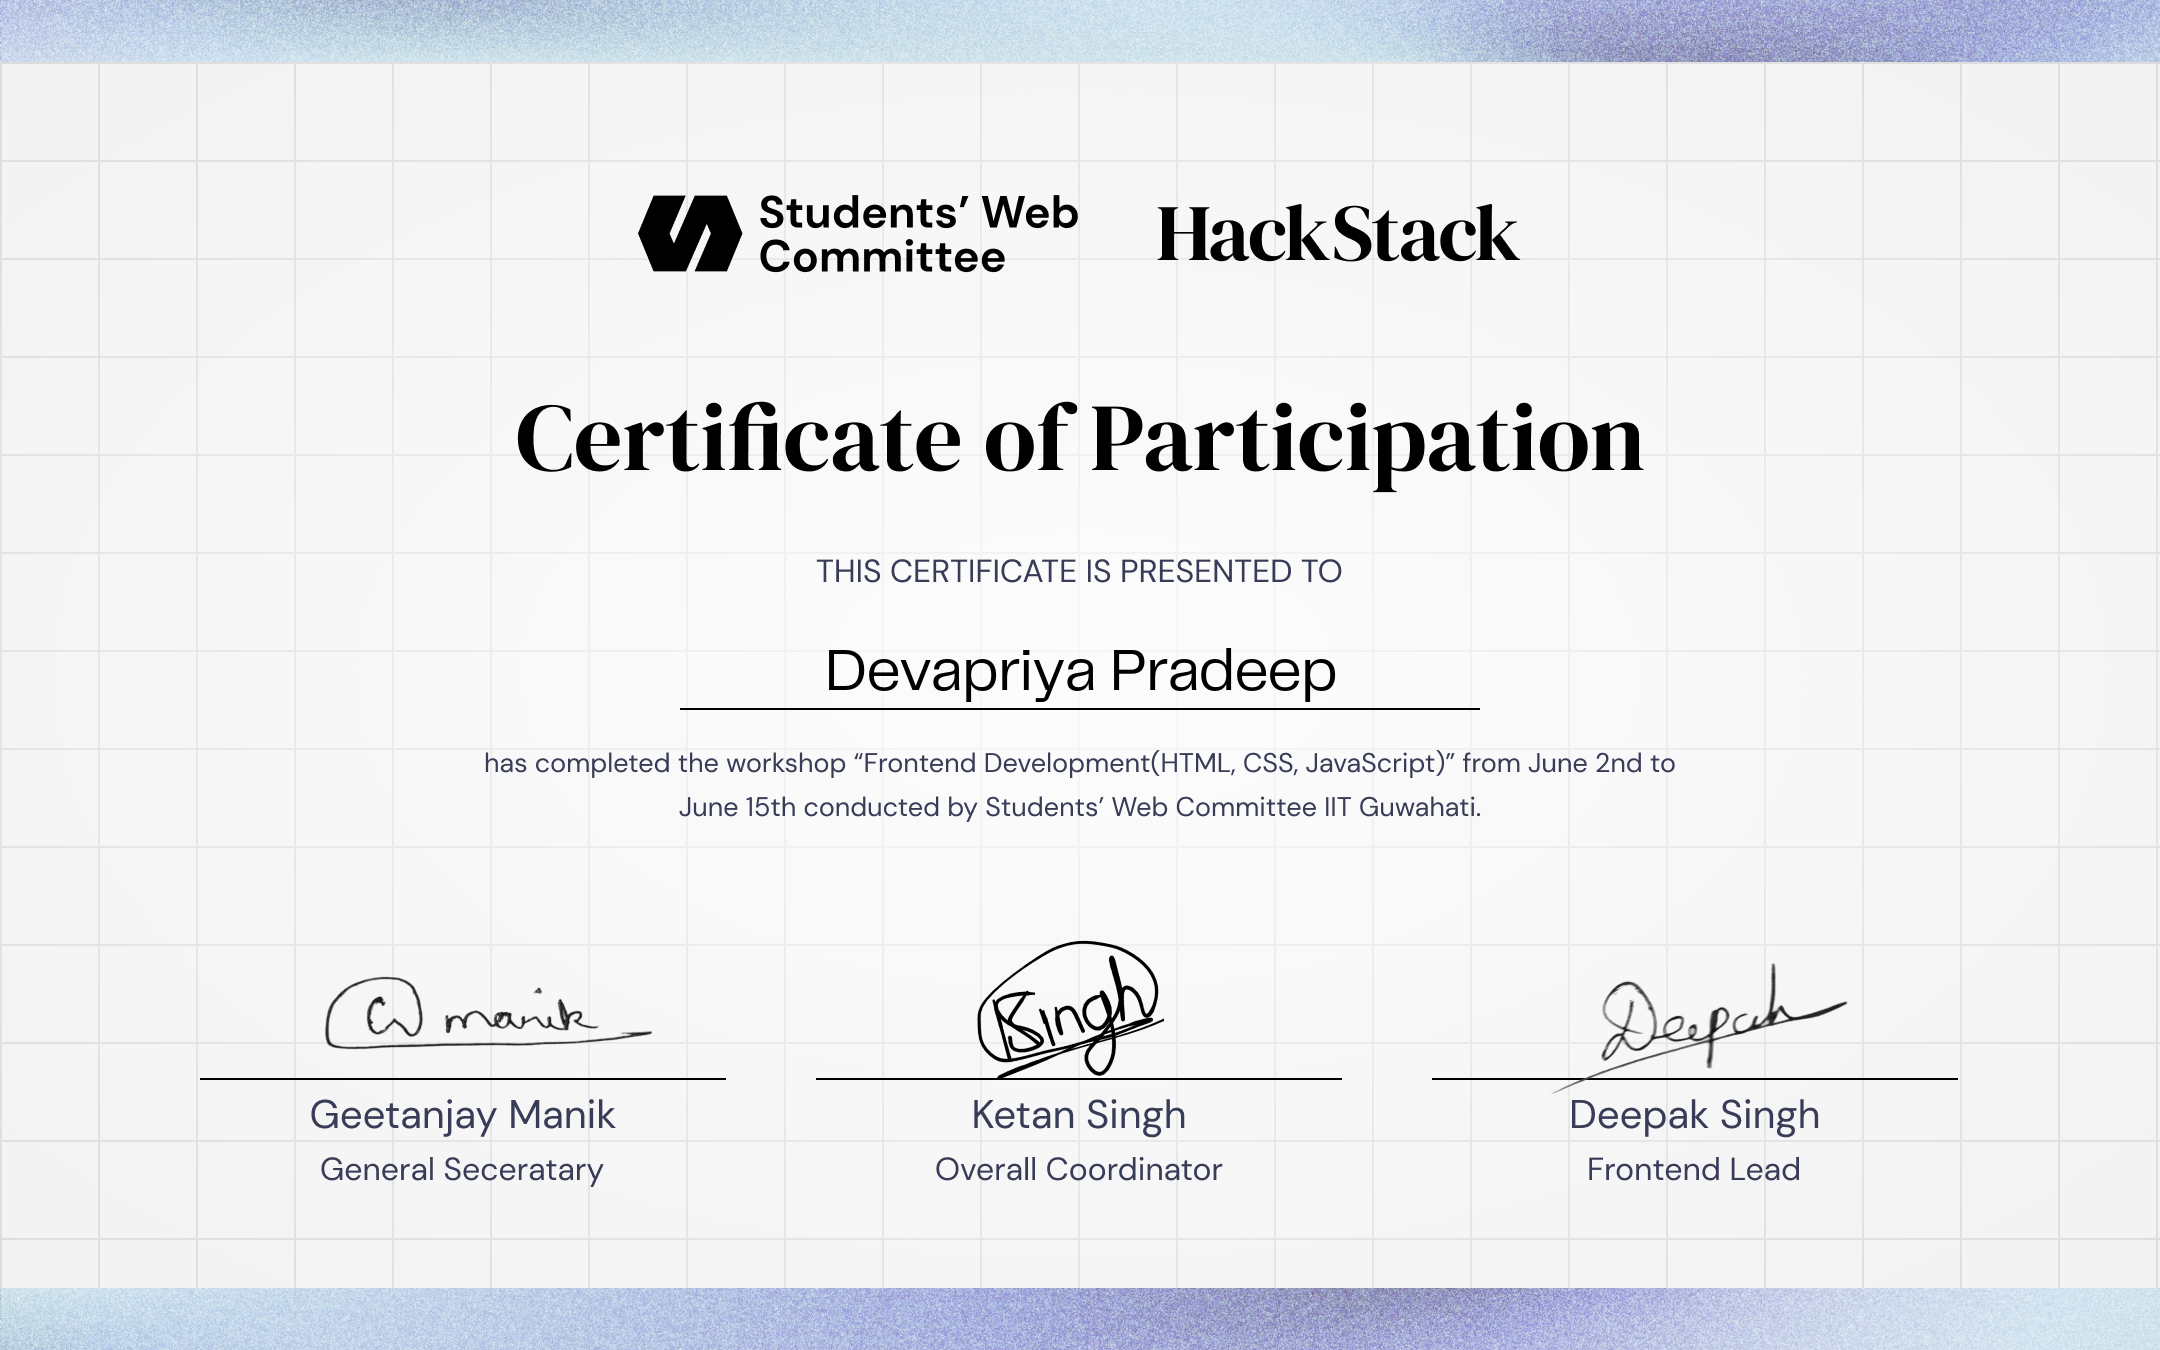 Students’ Web
Committee
HackStack
Certificate of Participation
THIS CERTIFICATE IS PRESENTED TO
Devapriya Pradeep
has completed the workshop “Frontend Development(HTML, CSS, JavaScript)” from June 2nd to
June 15th conducted by Students’ Web Committee IIT Guwahati.
G manik
KSingh
Deepak
Geetanjay Manik
Ketan Singh
Deepak Singh
General Seceratary
Overall Coordinator
Frontend Lead